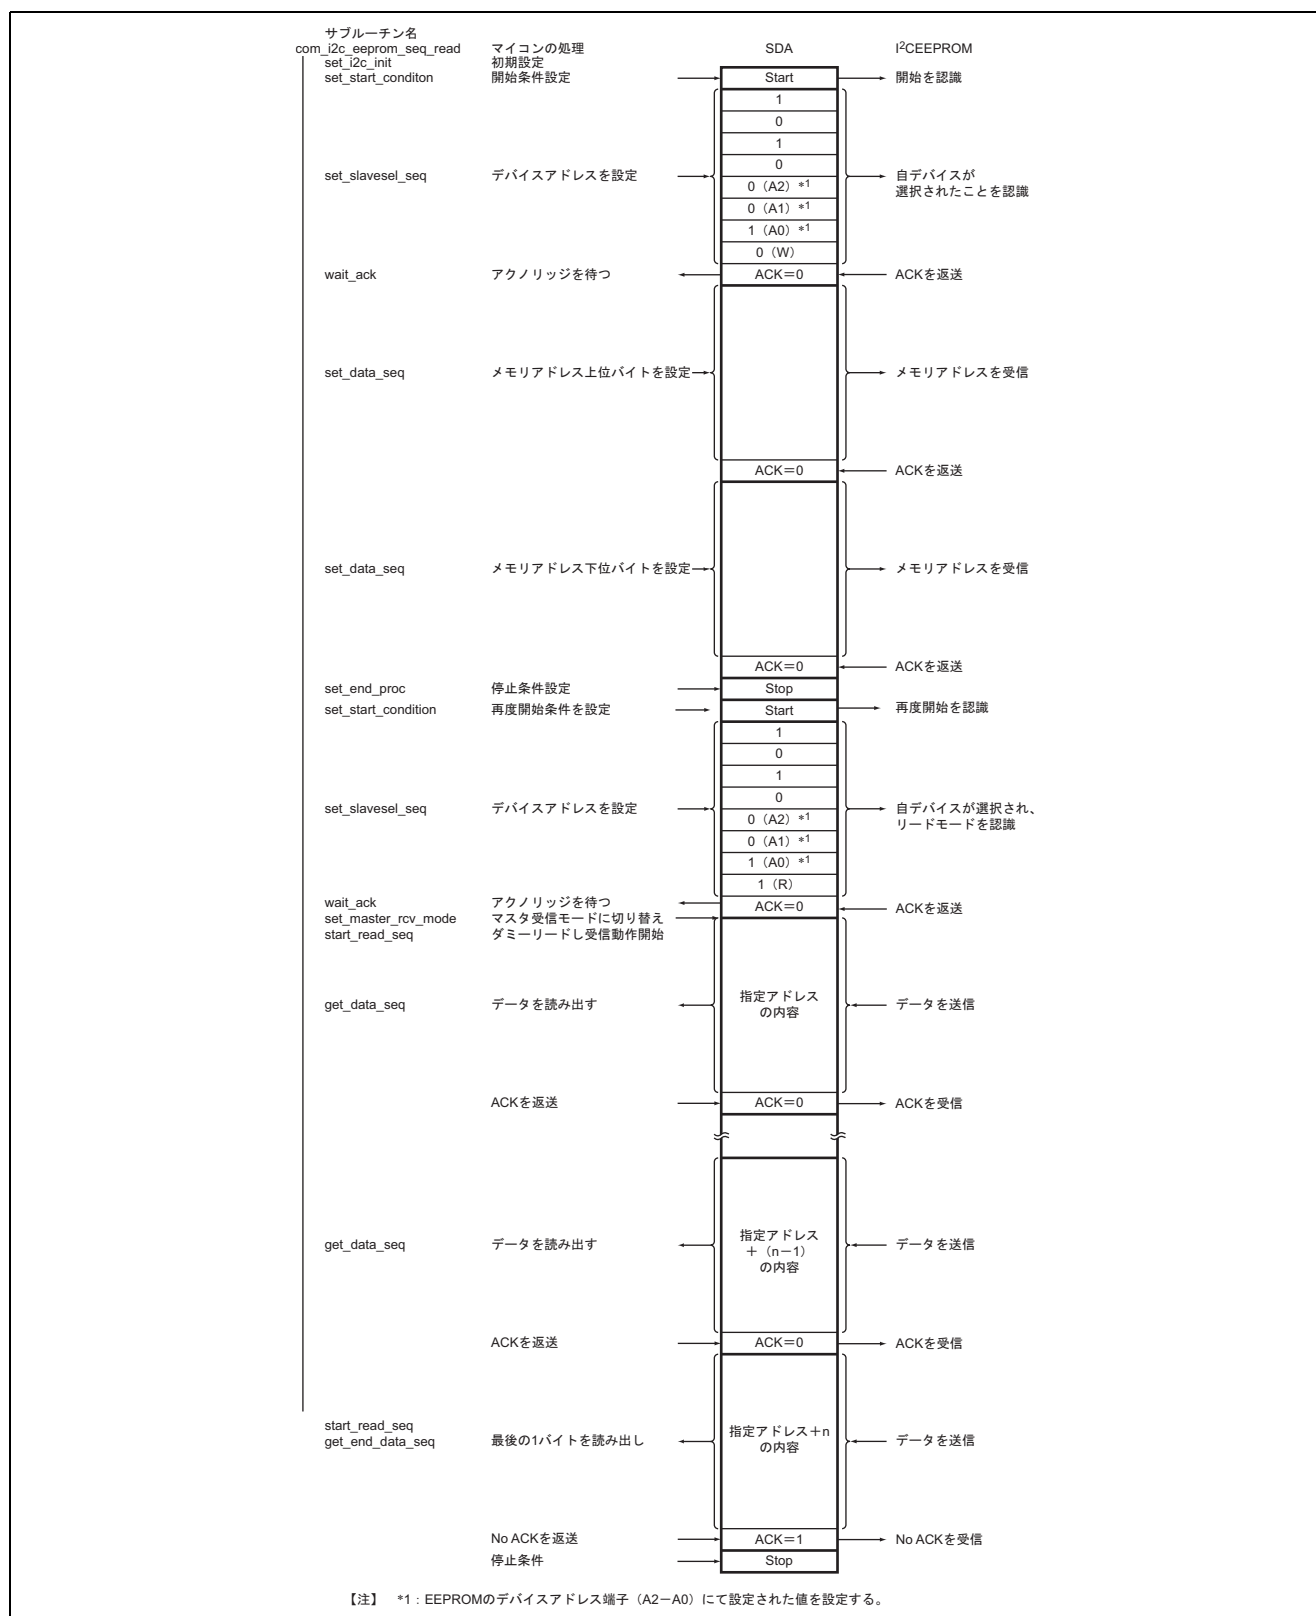 サブルーチン名
com_i2c_eeprom_seq_read マイコンの処理 SDA I²CEEPROM
set_i2c_init 初期設定
set_start_conditon 開始条件設定 Start 開始を認識
1
0
1
0
set_slavesel_seq デバイスアドレスを設定 自デバイスが
選択されたことを認識
0（A2）*1
0（A1）*1
1（A0）*1
0（W）
wait_ack アクノリッジを待つ ACK＝0 ACKを返送
set_data_seq メモリアドレス上位バイトを設定 メモリアドレスを受信
ACK＝0 ACKを返送
set_data_seq メモリアドレス下位バイトを設定 メモリアドレスを受信
ACK＝0 ACKを返送
set_end_proc 停止条件設定 Stop
set_start_condition 再度開始条件を設定 Start 再度開始を認識
1
0
1
0
set_slavesel_seq デバイスアドレスを設定 自デバイスが選択され、
リードモードを認識
0（A2）*1
0（A1）*1
1（A0）*1
1（R）
wait_ack アクノリッジを待つ ACK＝0 ACKを返送
set_master_rcv_mode マスタ受信モードに切り替え
start_read_seq ダミーリードし受信動作開始
get_data_seq データを読み出す 指定アドレス データを送信
の内容
ACKを返送 ACK＝0 ACKを受信
get_data_seq データを読み出す 指定アドレス データを送信
＋（n－1）
の内容
ACKを返送 ACK＝0 ACKを受信
start_read_seq 指定アドレス＋n
get_end_data_seq 最後の1バイトを読み出し の内容 データを送信
No ACKを返送 ACK＝1 No ACKを受信
停止条件 Stop
【注】 *1：EEPROMのデバイスアドレス端子（A2－A0）にて設定された値を設定する。